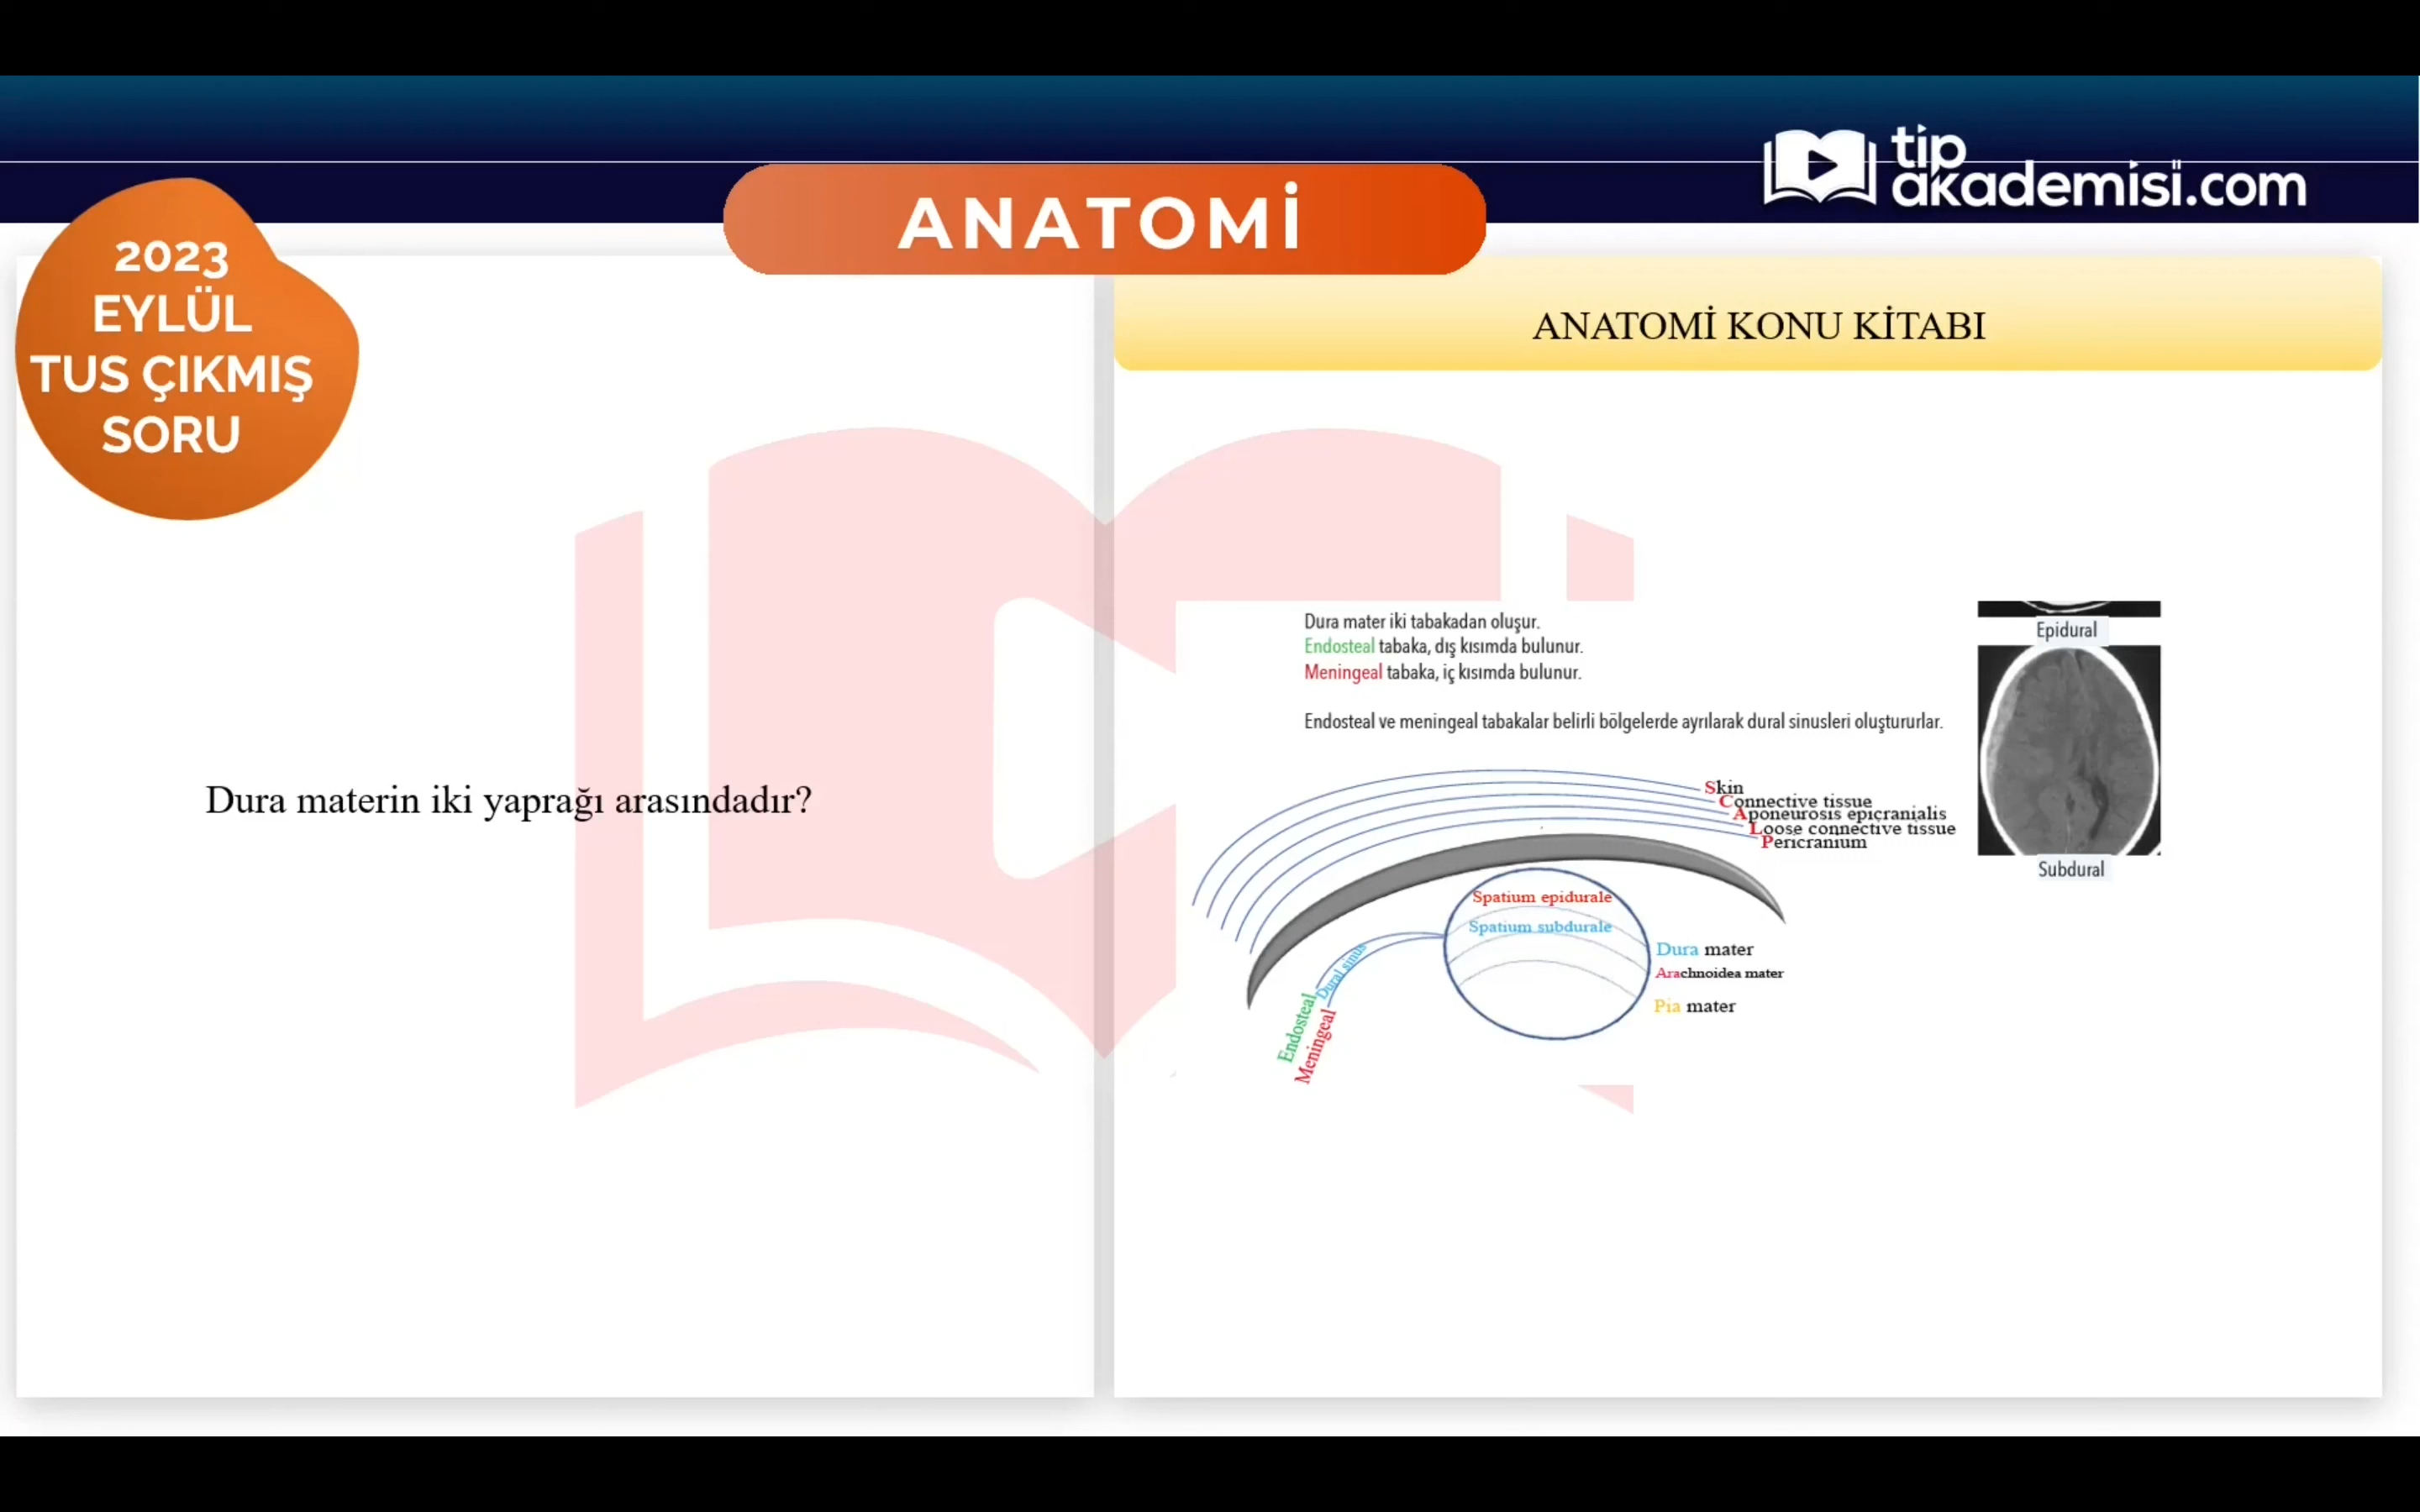 tip
akademisi.com
ANATOMİ
2023
EYLÜL
TUS ÇIKMIŞ
SORU
Dura materin iki yaprağı arasındadır?
ANATOMİ KONU KİTABI
Dura mater iki tabakadan oluşur.
Endosteal tabaka, dış kısımda bulunur.
Meningeal tabaka, iç kısımda bulunur.
Endosteal ve meningeal tabakalar belirli bölgelerde ayrılarak dural sinusleri oluştururlar.
Skin
Connective tissue
Aponeurosis epicranialis
Loose connective tissue
Pericranium
Spatium epidurale
Spatium subdurale
Dura mater
Arachnoidea mater
Pia mater
Dural sinus
Endosteal
Meningeal
Epidural
Subdural